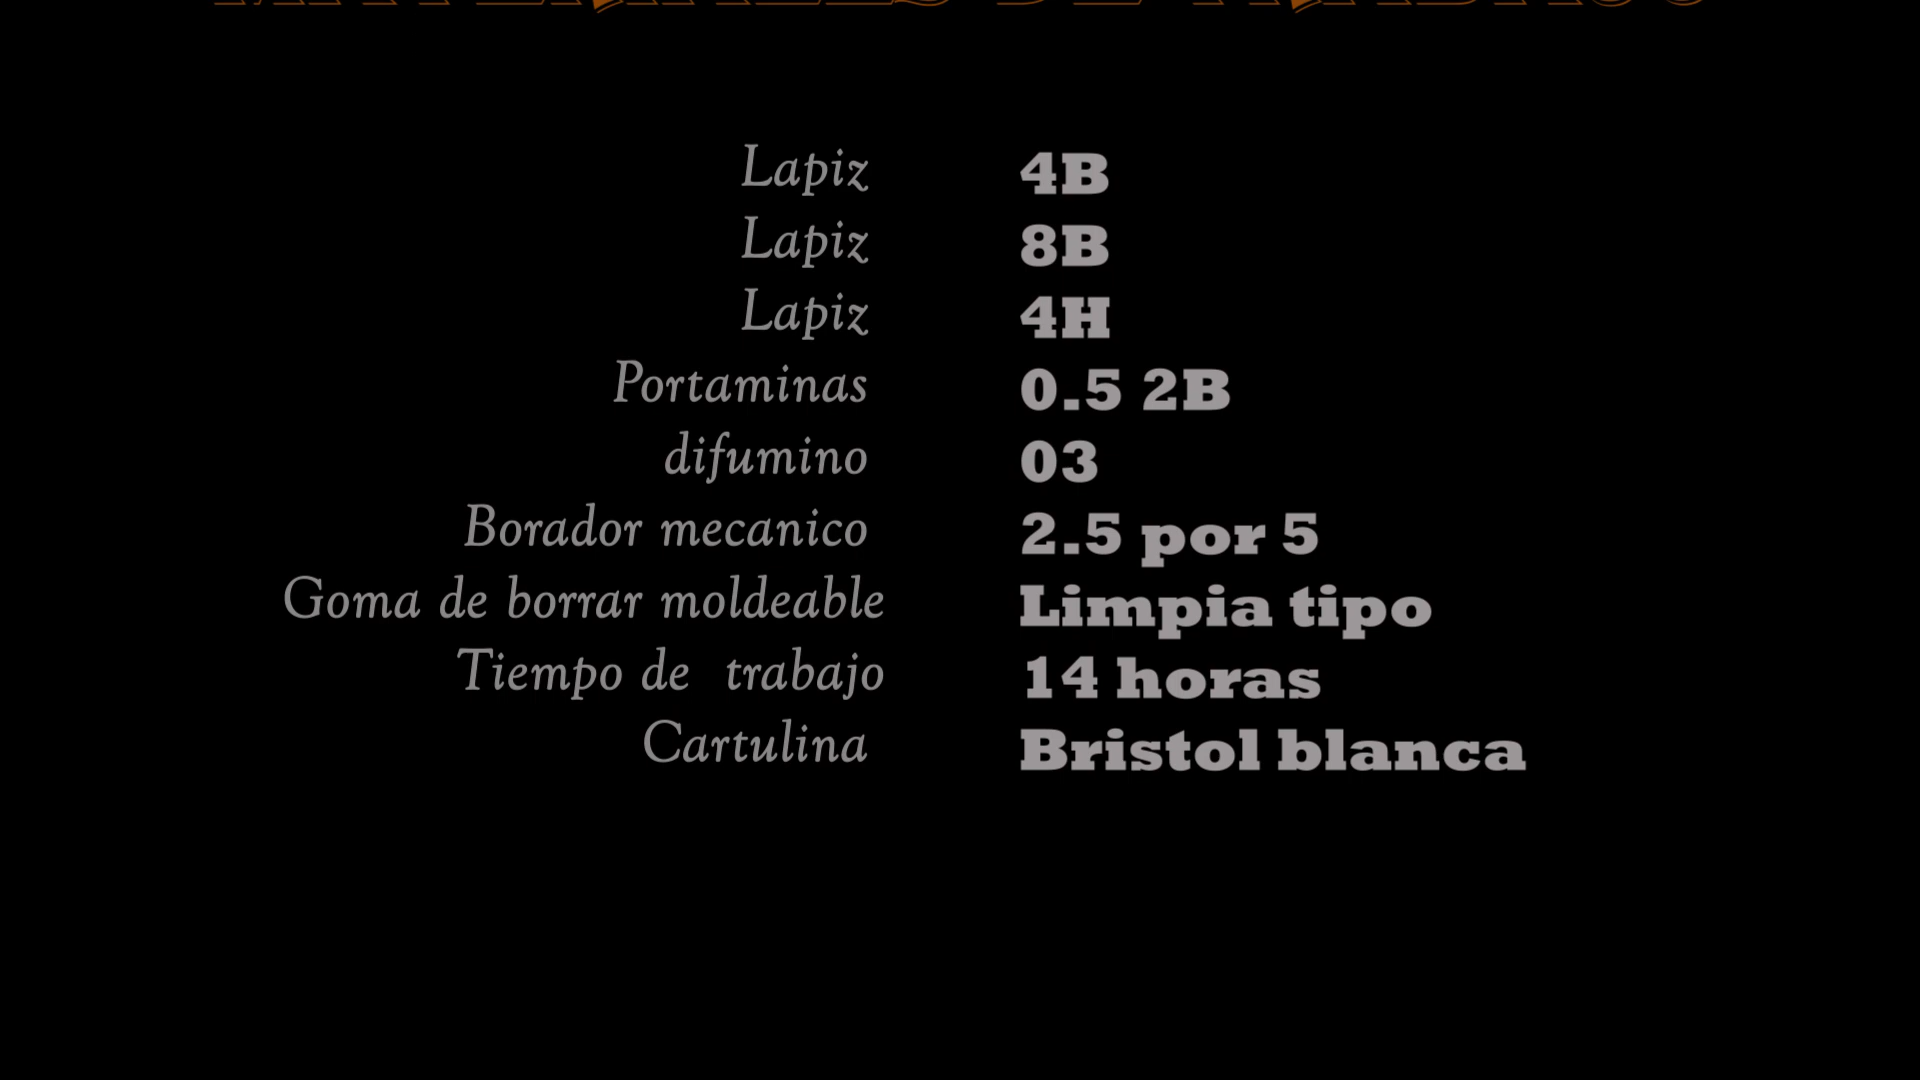 Lapiz 4B
Lapiz 8B
Lapiz 4H
Portaminas 0.5 2B
difumino 03
Borador mecanico 2.5 por 5
Goma de borrar moldeable Limpia tipo
Tiempo de trabajo 14 horas
Cartulina Bristol blanca